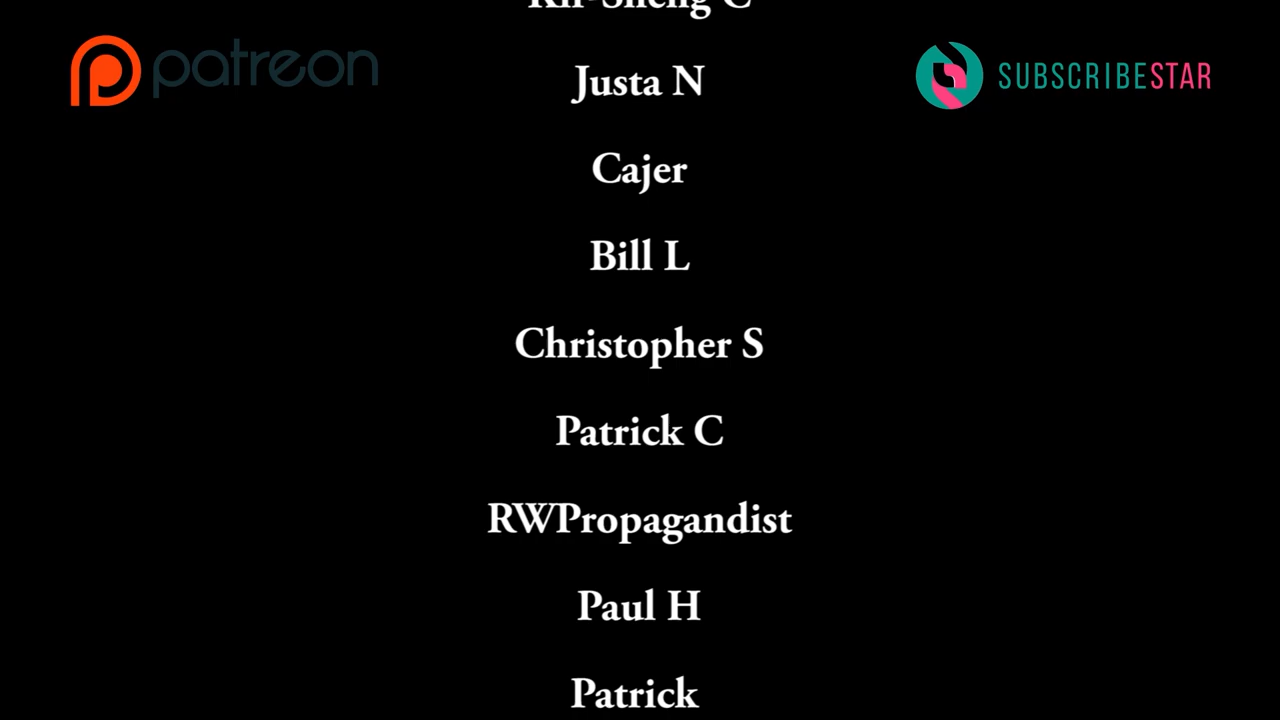 patreon
SUBSCRIBESTAR
Justa N
Cajer
Bill L
Christopher S
Patrick C
RWPropagandist
Paul H
Patrick